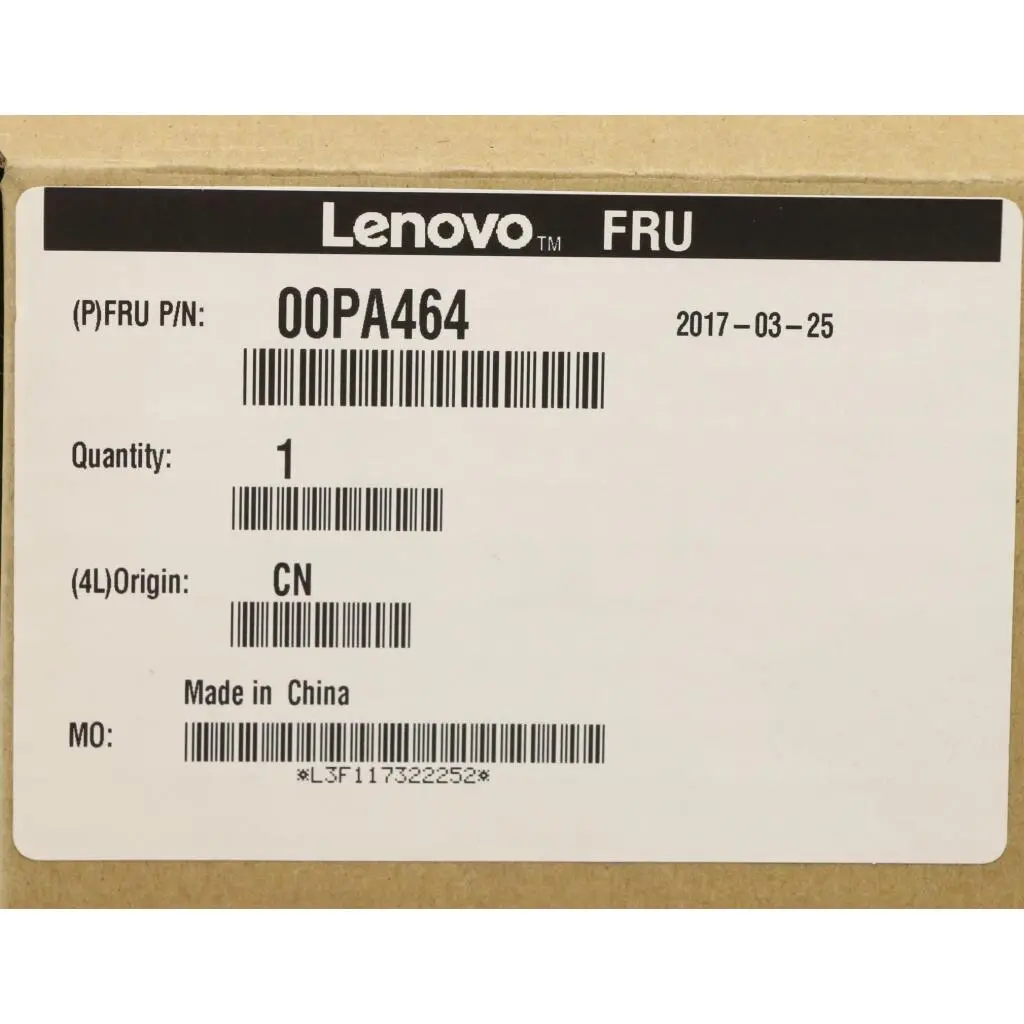 Lenovo™ FRU
(P)FRU P/N: 00PA464 2017-03-25
Quantity: 1
(4L)Origin: CN
Made in China
MO:
*L3F117322252*